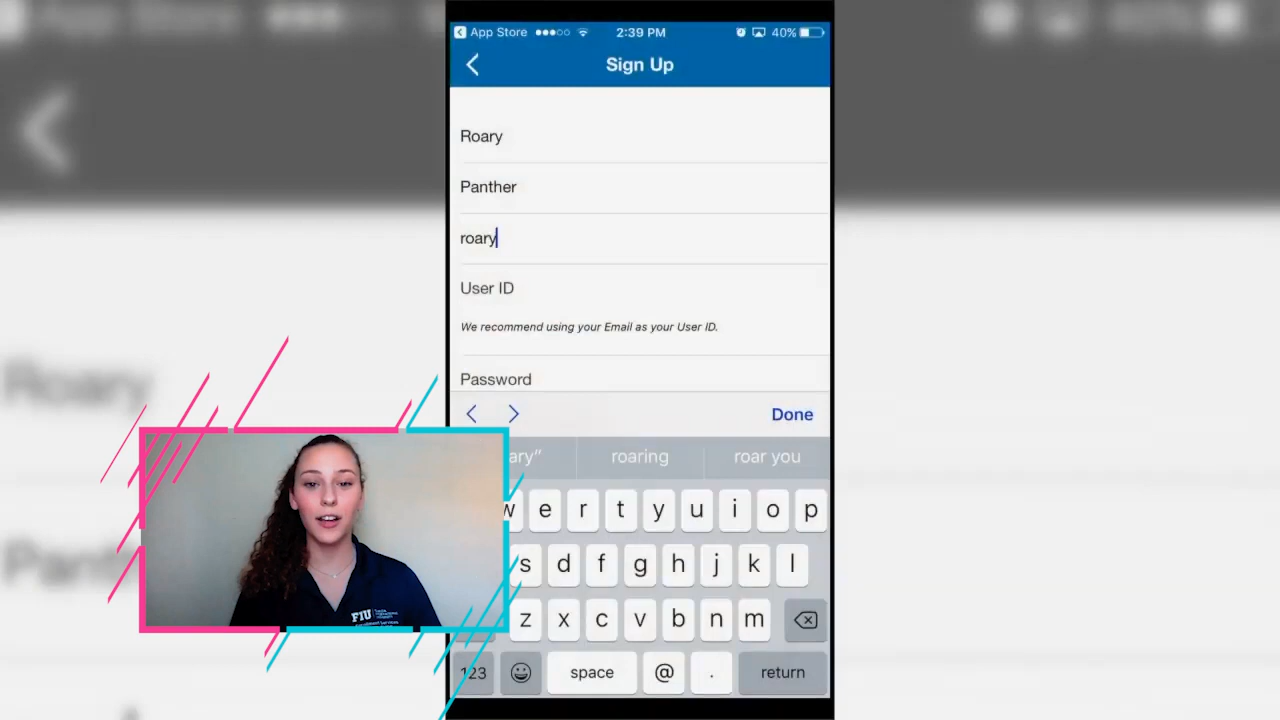 App Store 2:39 PM 40%
Sign Up
Roary
Panther
roary
User ID
We recommend using your Email as your User ID.
Password
Done
ary” roaring roar you
w e r t y u i o p
s d f g h j k l
z x c v b n m
123 space @ . return
FIU